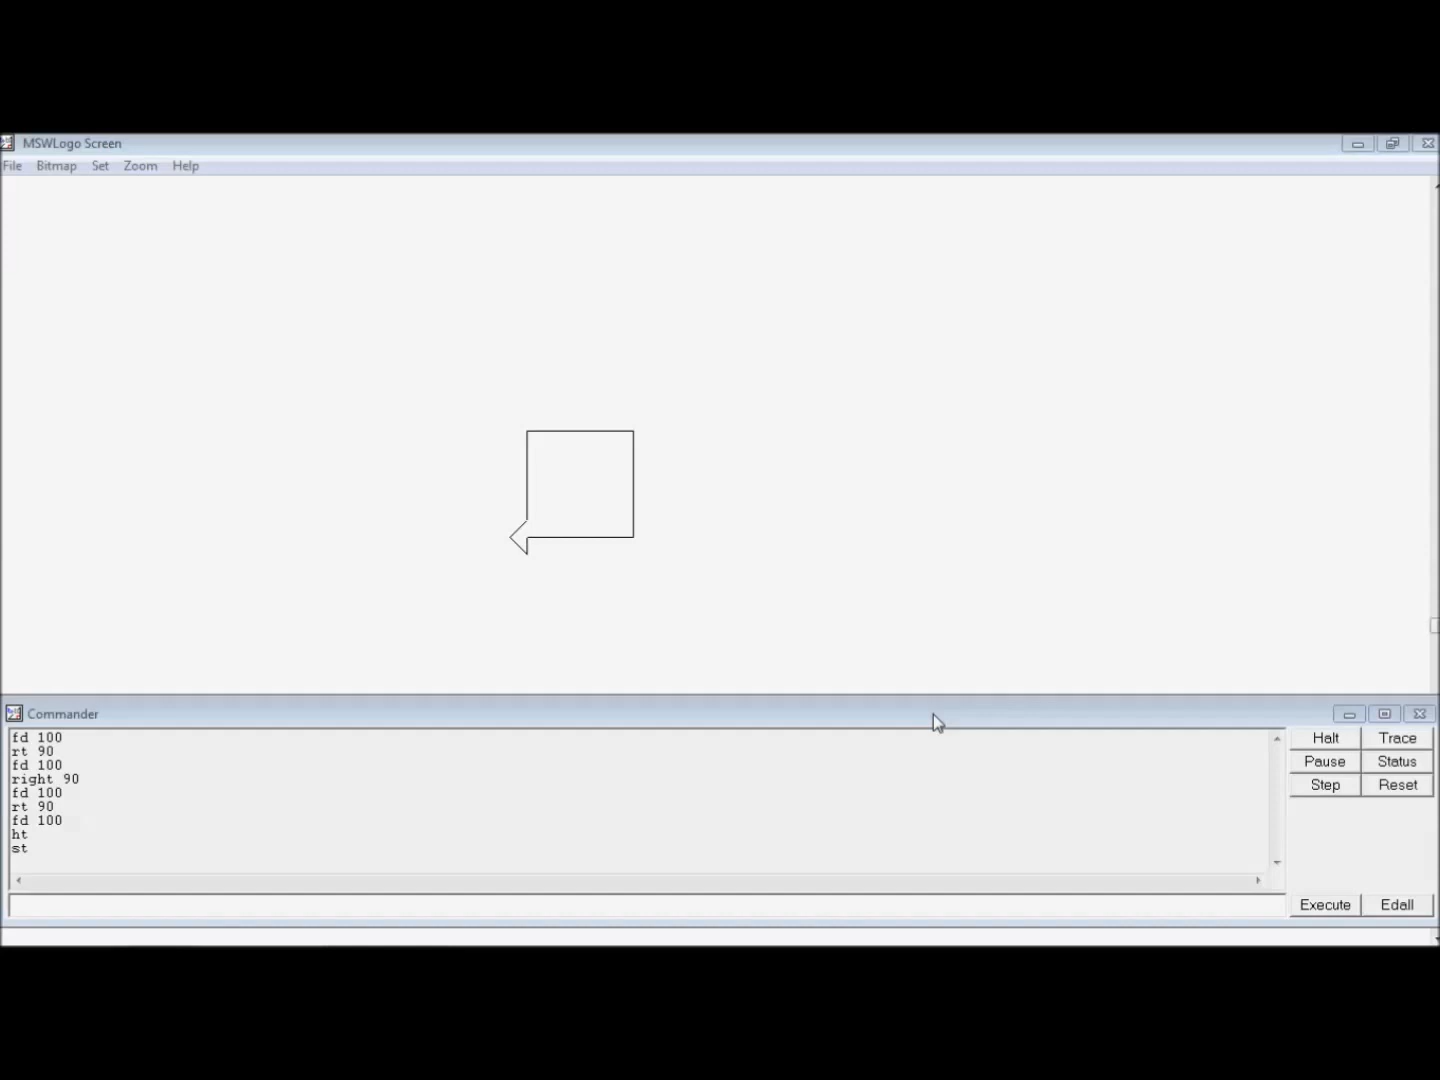 MSWLogo Screen
File Bitmap Set Zoom Help
Commander
fd 100
rt 90
fd 100
right 90
fd 100
rt 90
fd 100
ht
st
Halt Trace
Pause Status
Step Reset
Execute Edall